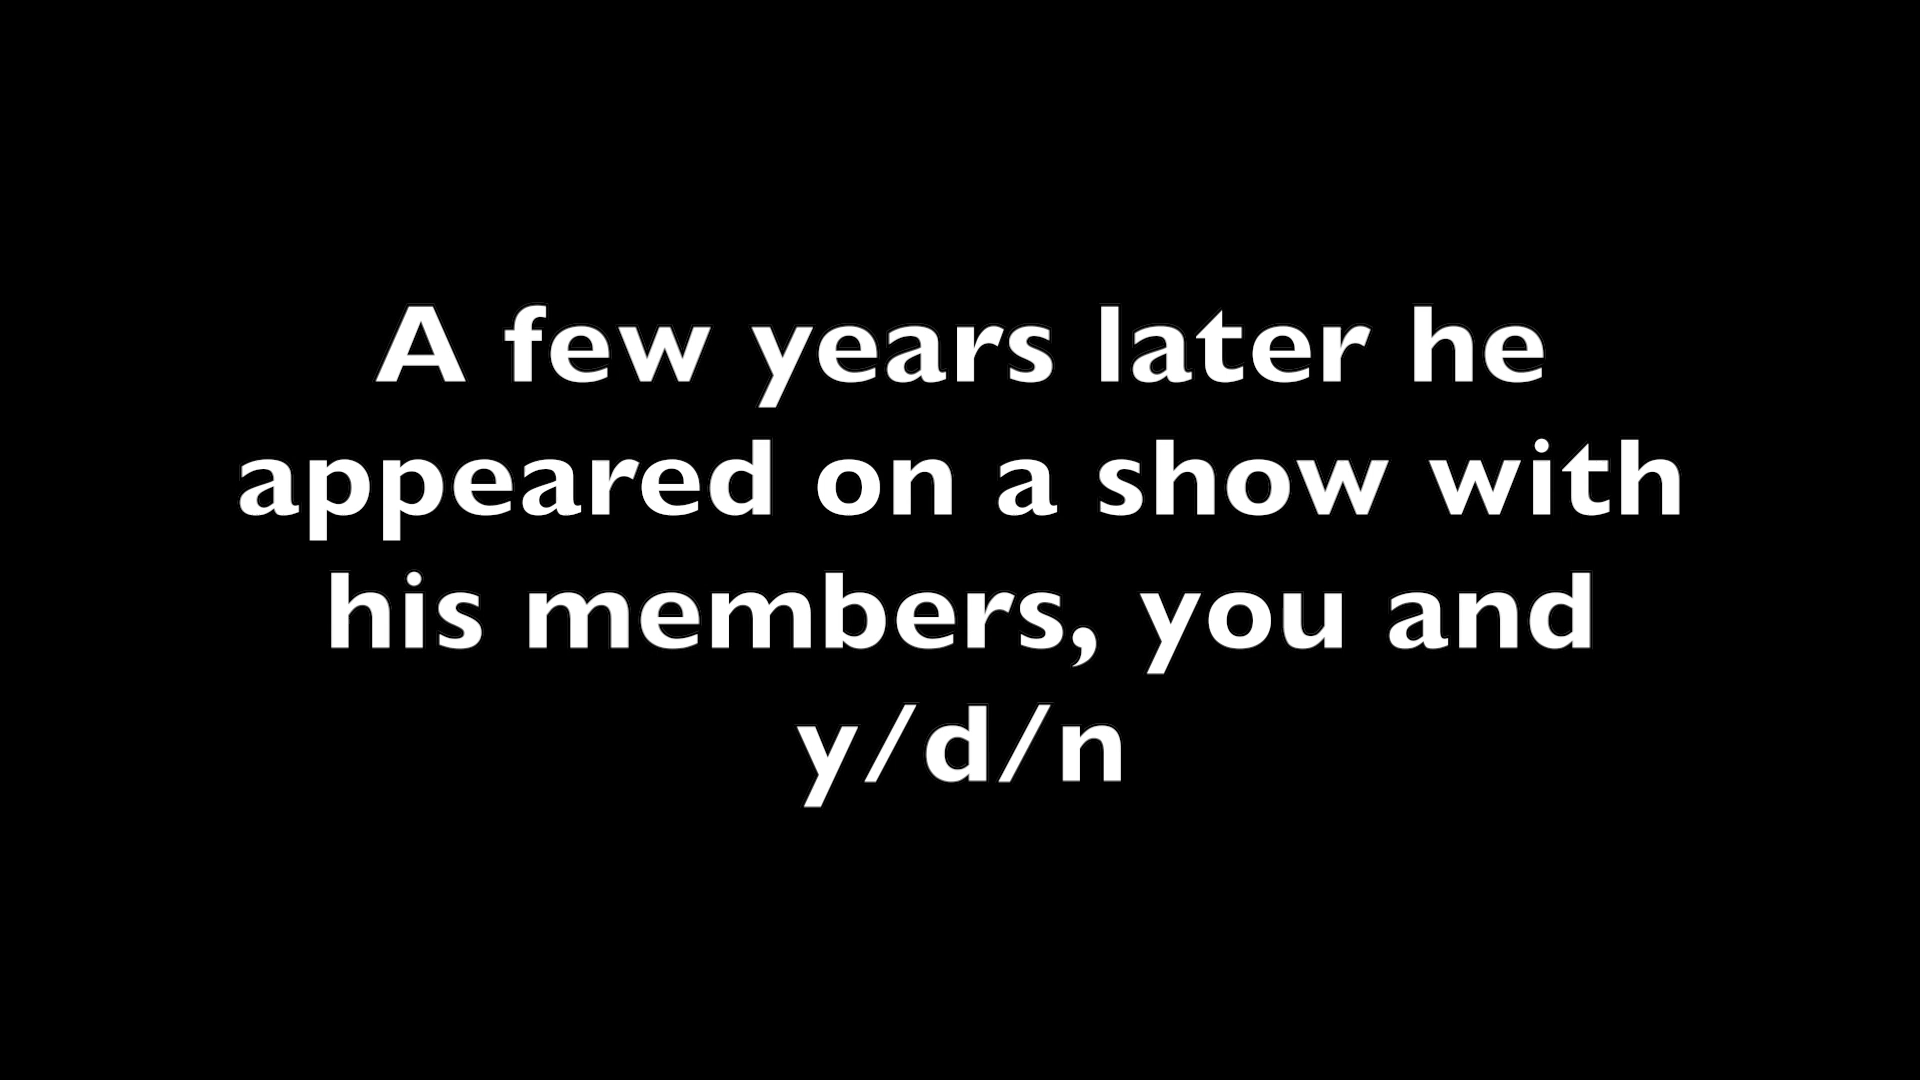 A few years later he
appeared on a show with
his members, you and
y/d/n